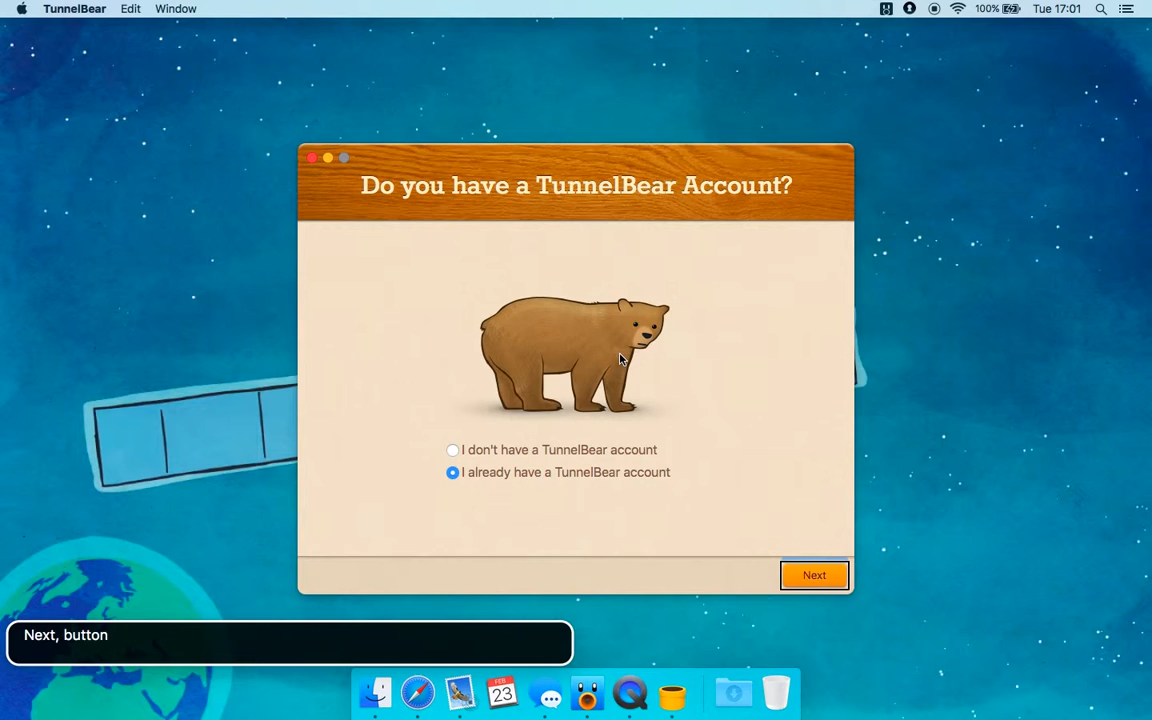 TunnelBear Edit Window 100% Tue 17:01
Do you have a TunnelBear Account?
I don't have a TunnelBear account
I already have a TunnelBear account
Next
Next, button
FEB
23